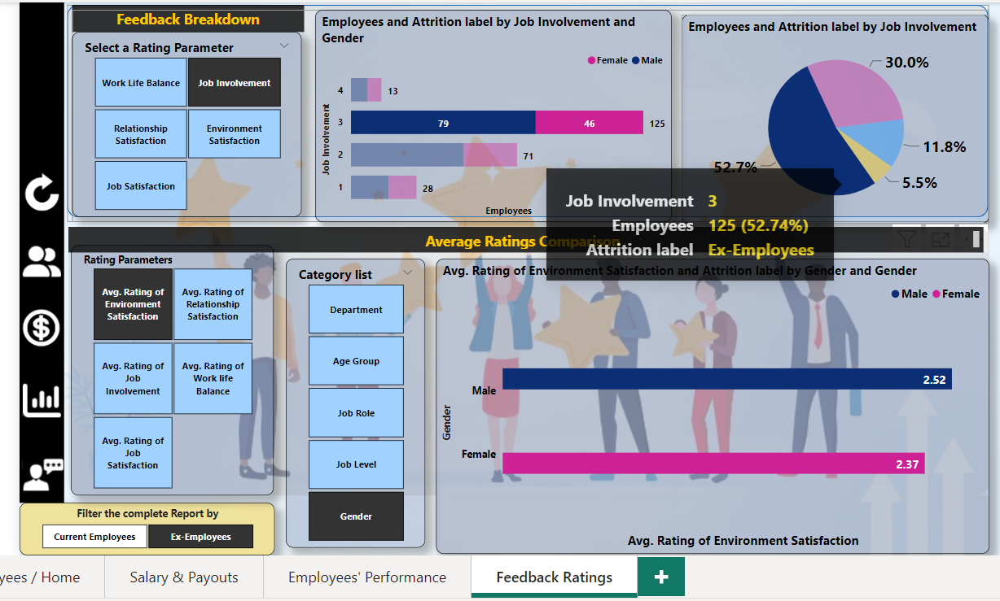 Feedback Breakdown
Select a Rating Parameter
Work Life Balance
Job Involvement
Relationship
Satisfaction
Environment
Satisfaction
Job Satisfaction
Employees and Attrition label by Job Involvement and
Gender
Female Male
Job Involvement
4
13
3
79
46
125
2
71
1
28
Employees
Employees and Attrition label by Job Involvement
30.0%
11.8%
5.5%
52.7%
Job Involvement 3
Employees 125 (52.74%)
Attrition label Ex-Employees
Average Ratings Comparison
Rating Parameters
Avg. Rating of
Environment
Satisfaction
Avg. Rating of
Relationship
Satisfaction
Avg. Rating of
Job
Involvement
Avg. Rating of
Work life
Balance
Avg. Rating of
Job
Satisfaction
Category list
Department
Age Group
Job Role
Job Level
Gender
Avg. Rating of Environment Satisfaction and Attrition label by Gender and Gender
Male Female
Gender
Male
2.52
Female
2.37
Avg. Rating of Environment Satisfaction
Filter the complete Report by
Current Employees
Ex-Employees
yees / Home
Salary & Payouts
Employees' Performance
Feedback Ratings
+